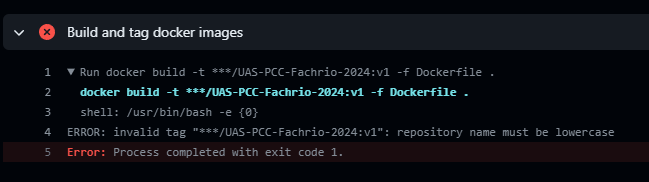 Build and tag docker images
1 ▼ Run docker build -t ***/UAS-PCC-Fachrio-2024:v1 -f Dockerfile .
2 docker build -t ***/UAS-PCC-Fachrio-2024:v1 -f Dockerfile .
3 shell: /usr/bin/bash -e {0}
4 ERROR: invalid tag "***/UAS-PCC-Fachrio-2024:v1": repository name must be lowercase
5 Error: Process completed with exit code 1.